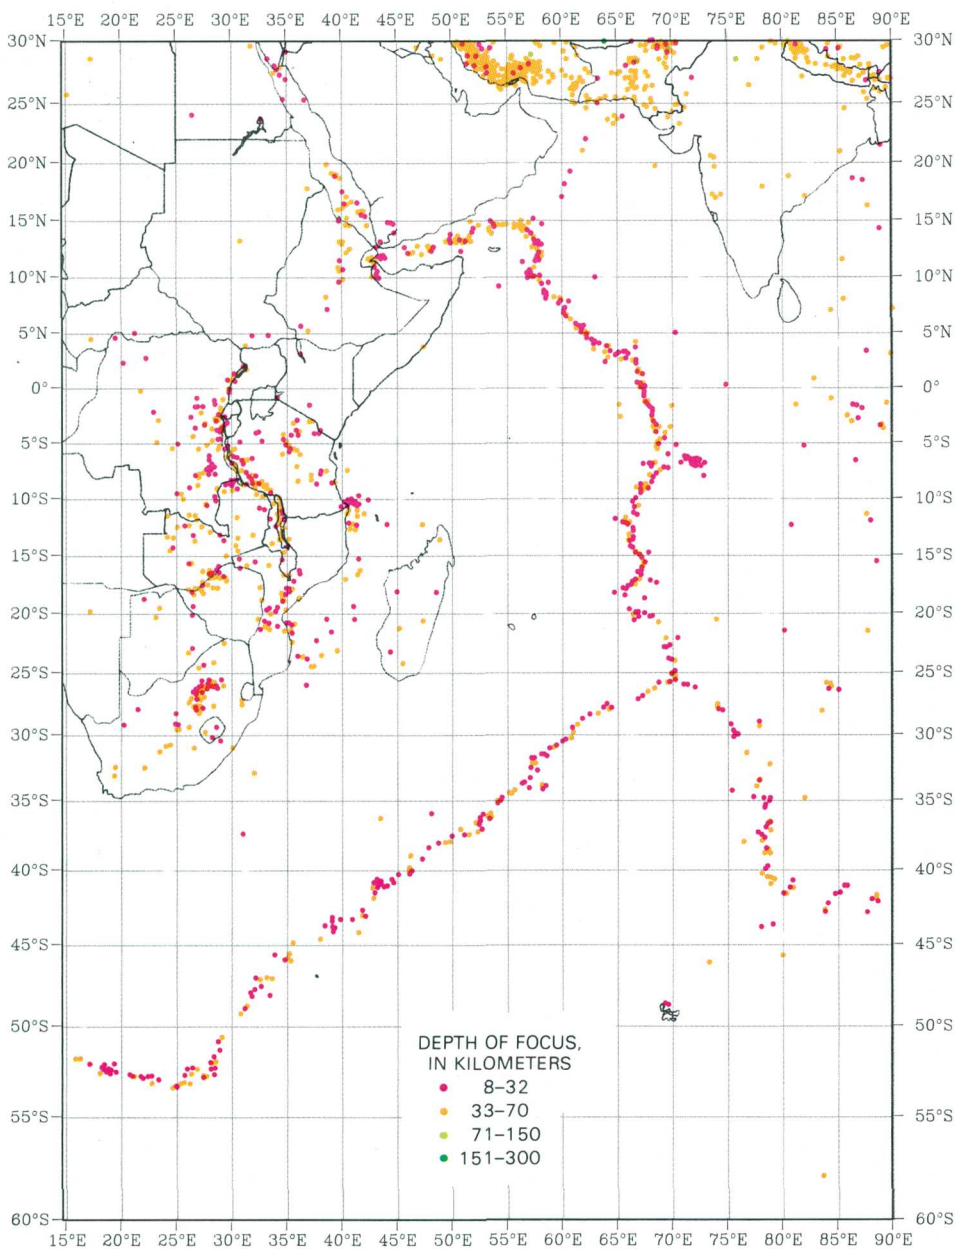 15°E 20°E 25°E 30°E 35°E 40°E 45°E 50°E 55°E 60°E 65°E 70°E 75°E 80°E 85°E 90°E
30°N 30°N
25°N 25°N
20°N 20°N
15°N 15°N
10°N 10°N
5°N 5°N
0° 0°
5°S 5°S
10°S 10°S
15°S 15°S
20°S 20°S
25°S 25°S
30°S 30°S
35°S 35°S
40°S 40°S
45°S 45°S
50°S 50°S
DEPTH OF FOCUS,
IN KILOMETERS
8–32
33–70
55°S 55°S
71–150
151–300
60°S 60°S
15°E 20°E 25°E 30°E 35°E 40°E 45°E 50°E 55°E 60°E 65°E 70°E 75°E 80°E 85°E 90°E